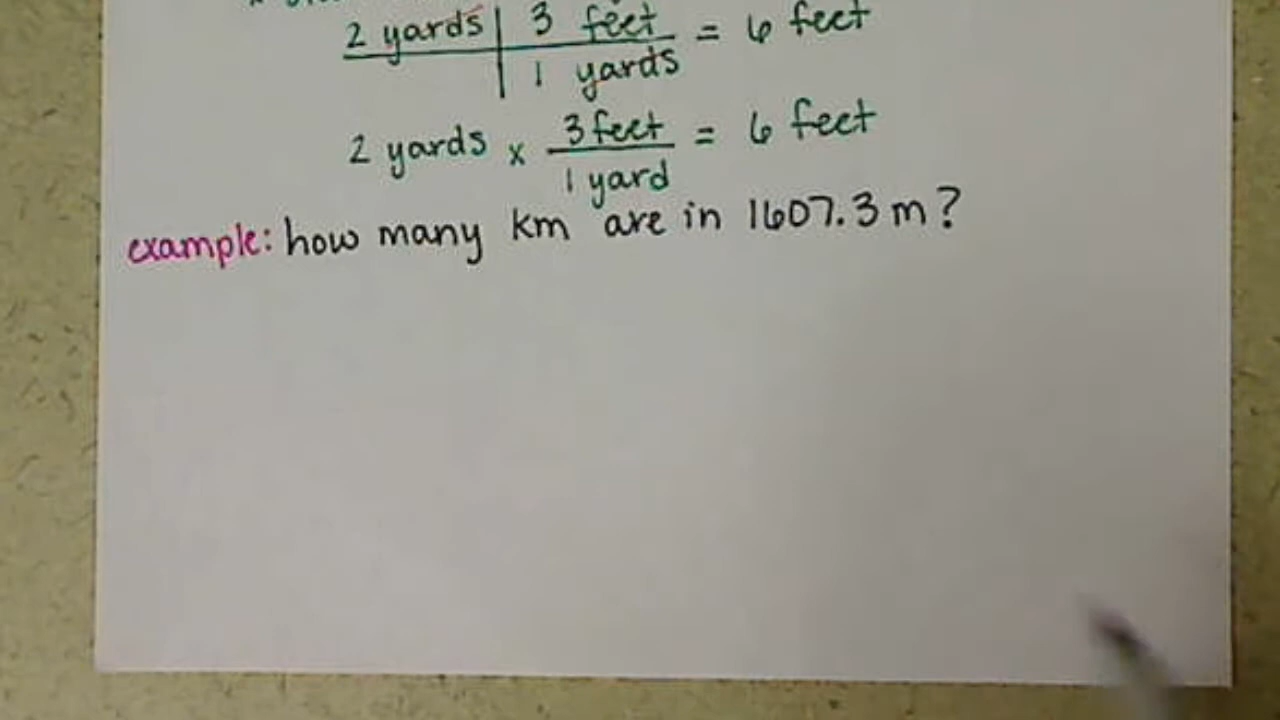 2 yards | 3 feet = 6 feet
1 yards
2 yards x 3 feet = 6 feet
1 yard
example: how many km are in 1607.3 m?